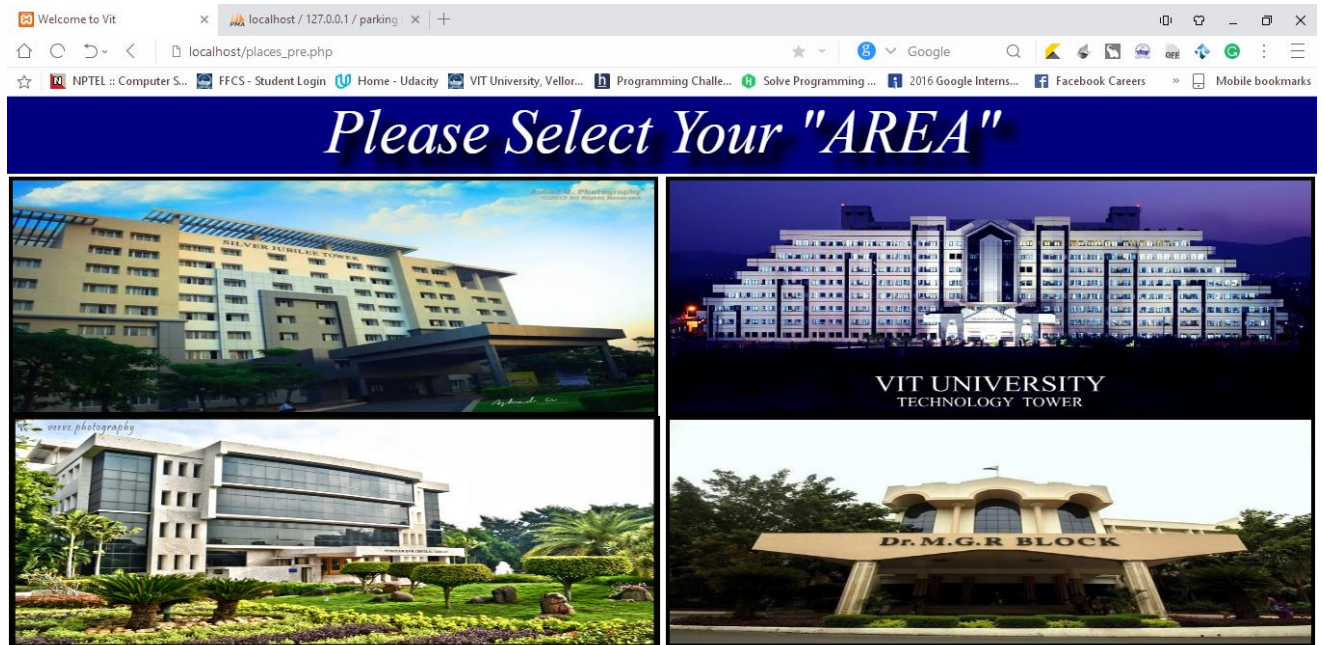 Welcome to Vit
localhost / 127.0.0.1 / parking
localhost/places_pre.php
Google
NPTEL :: Computer S...
FFCS - Student Login
Home - Udacity
VIT University, Vellor...
Programming Challe...
Solve Programming ...
2016 Google Interns...
Facebook Careers
»
Mobile bookmarks
Please Select Your "AREA"
SILVER JUBILEE TOWER
VIT UNIVERSITY
TECHNOLOGY TOWER
veevz photography
Dr. M.G.R BLOCK